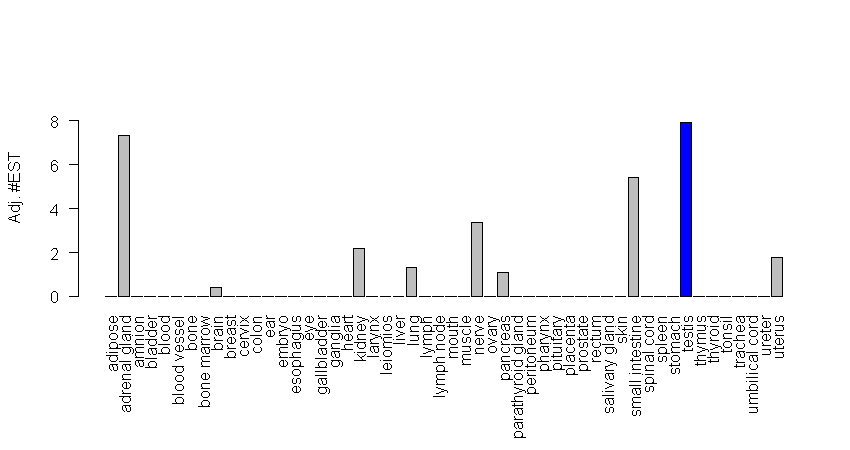 Adj. #EST
8
6
4
2
0
adipose
adrenal gland
amnion
bladder
blood
blood vessel
bone
bone marrow
brain
breast
cervix
colon
ear
embryo
esophagus
eye
gallbladder
ganglia
heart
kidney
larynx
leiomios
liver
lung
lymph
lymph node
mouth
muscle
nerve
ovary
pancreas
parathyroid gland
peritoneum
pharynx
pituitary
placenta
prostate
rectum
salivary gland
skin
small intestine
spinal cord
spleen
stomach
testis
thymus
thyroid
tonsil
trachea
umbilical cord
ureter
uterus